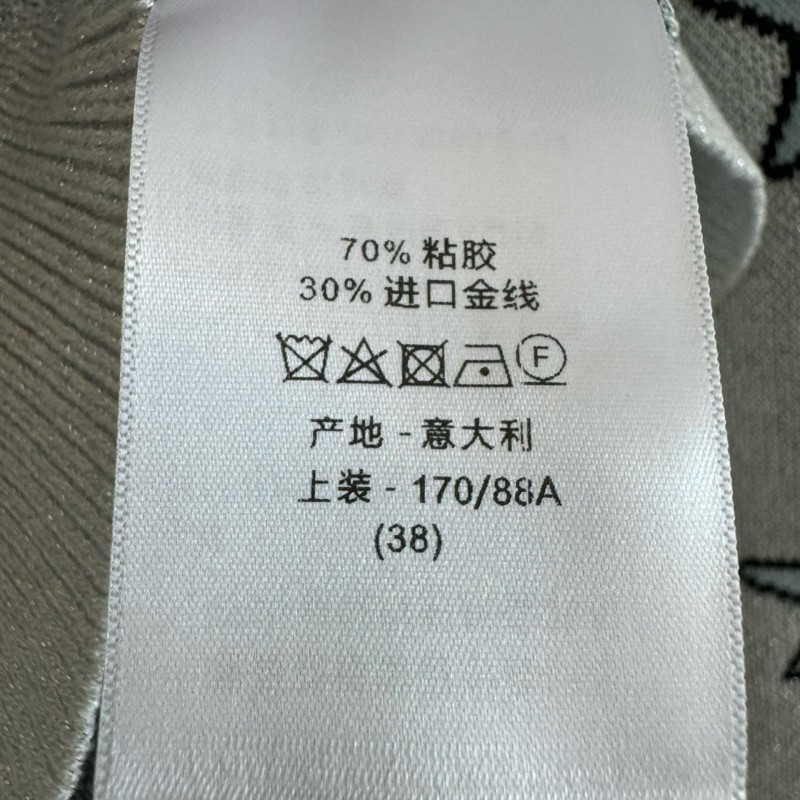 70% 粘胶
30% 进口金线
F
产地 - 意大利
上装 - 170/88A
(38)